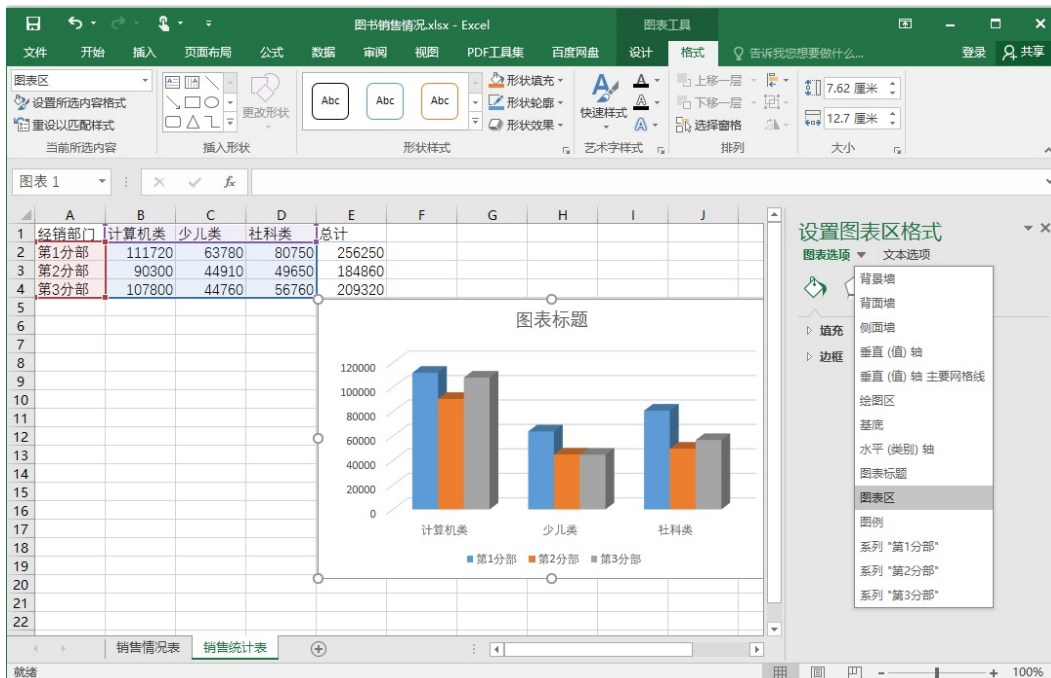 图书销售情况.xlsx - Excel
图表工具
文件 开始 插入 页面布局 公式 数据 审阅 视图 PDF工具集 百度网盘 设计 格式 告诉我您想要做什么... 登录 共享
图表区
设置所选内容格式
重设以匹配样式
当前所选内容
更改形状
插入形状
Abc Abc Abc
形状填充
形状轮廓
形状效果
形状样式
快速样式
艺术字样式
上移一层
下移一层
选择窗格
排列
7.62 厘米
12.7 厘米
大小
图表 1
fx
A B C D E F G H I J
1 经销部门 计算机类 少儿类 社科类 总计
2 第1分部 111720 63780 80750 256250
3 第2分部 90300 44910 49650 184860
4 第3分部 107800 44760 56760 209320
5
6
7
8
9
10
11
12
13
14
15
16
17
18
19
20
21
22
图表标题
120000
100000
80000
60000
40000
20000
0
计算机类 少儿类 社科类
第1分部 第2分部 第3分部
设置图表区格式
图表选项 文本选项
填充
边框
背景墙
背面墙
侧面墙
垂直 (值) 轴
垂直 (值) 轴 主要网格线
绘图区
基底
水平 (类别) 轴
图表标题
图表区
图例
系列 "第1分部"
系列 "第2分部"
系列 "第3分部"
销售情况表 销售统计表
就绪
100%